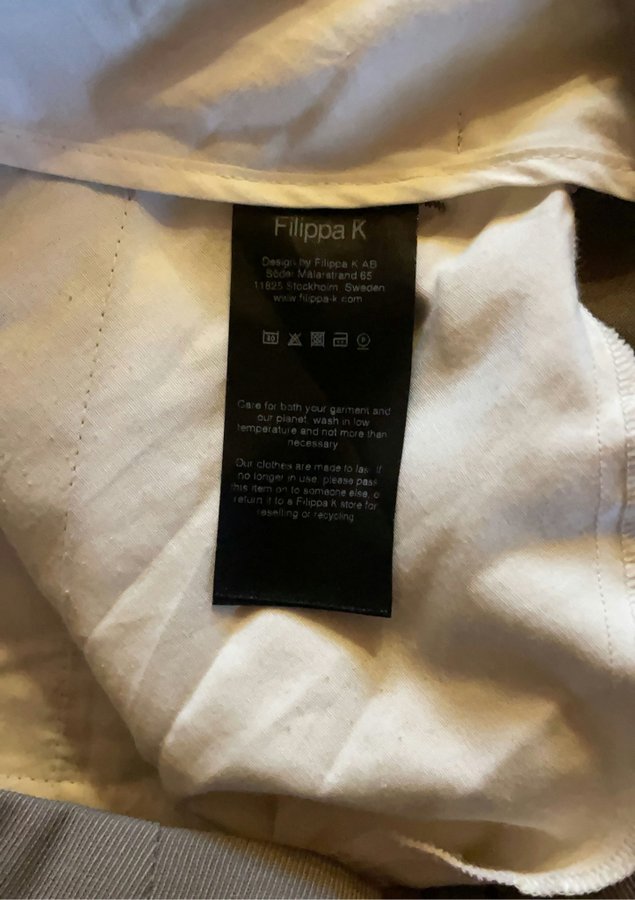 Filippa K
Design by Filippa K AB
Söder Mälarstrand 65
11825 Stockholm, Sweden
www.filippa-k.com
30
P
Care for both your garment and
our planet, wash in low
temperature and not more than
necessary
Our clothes are made to las If
no longer in use, please pass
this item on to someone else, o
return it to a Filippa K store for
reselling or recycling